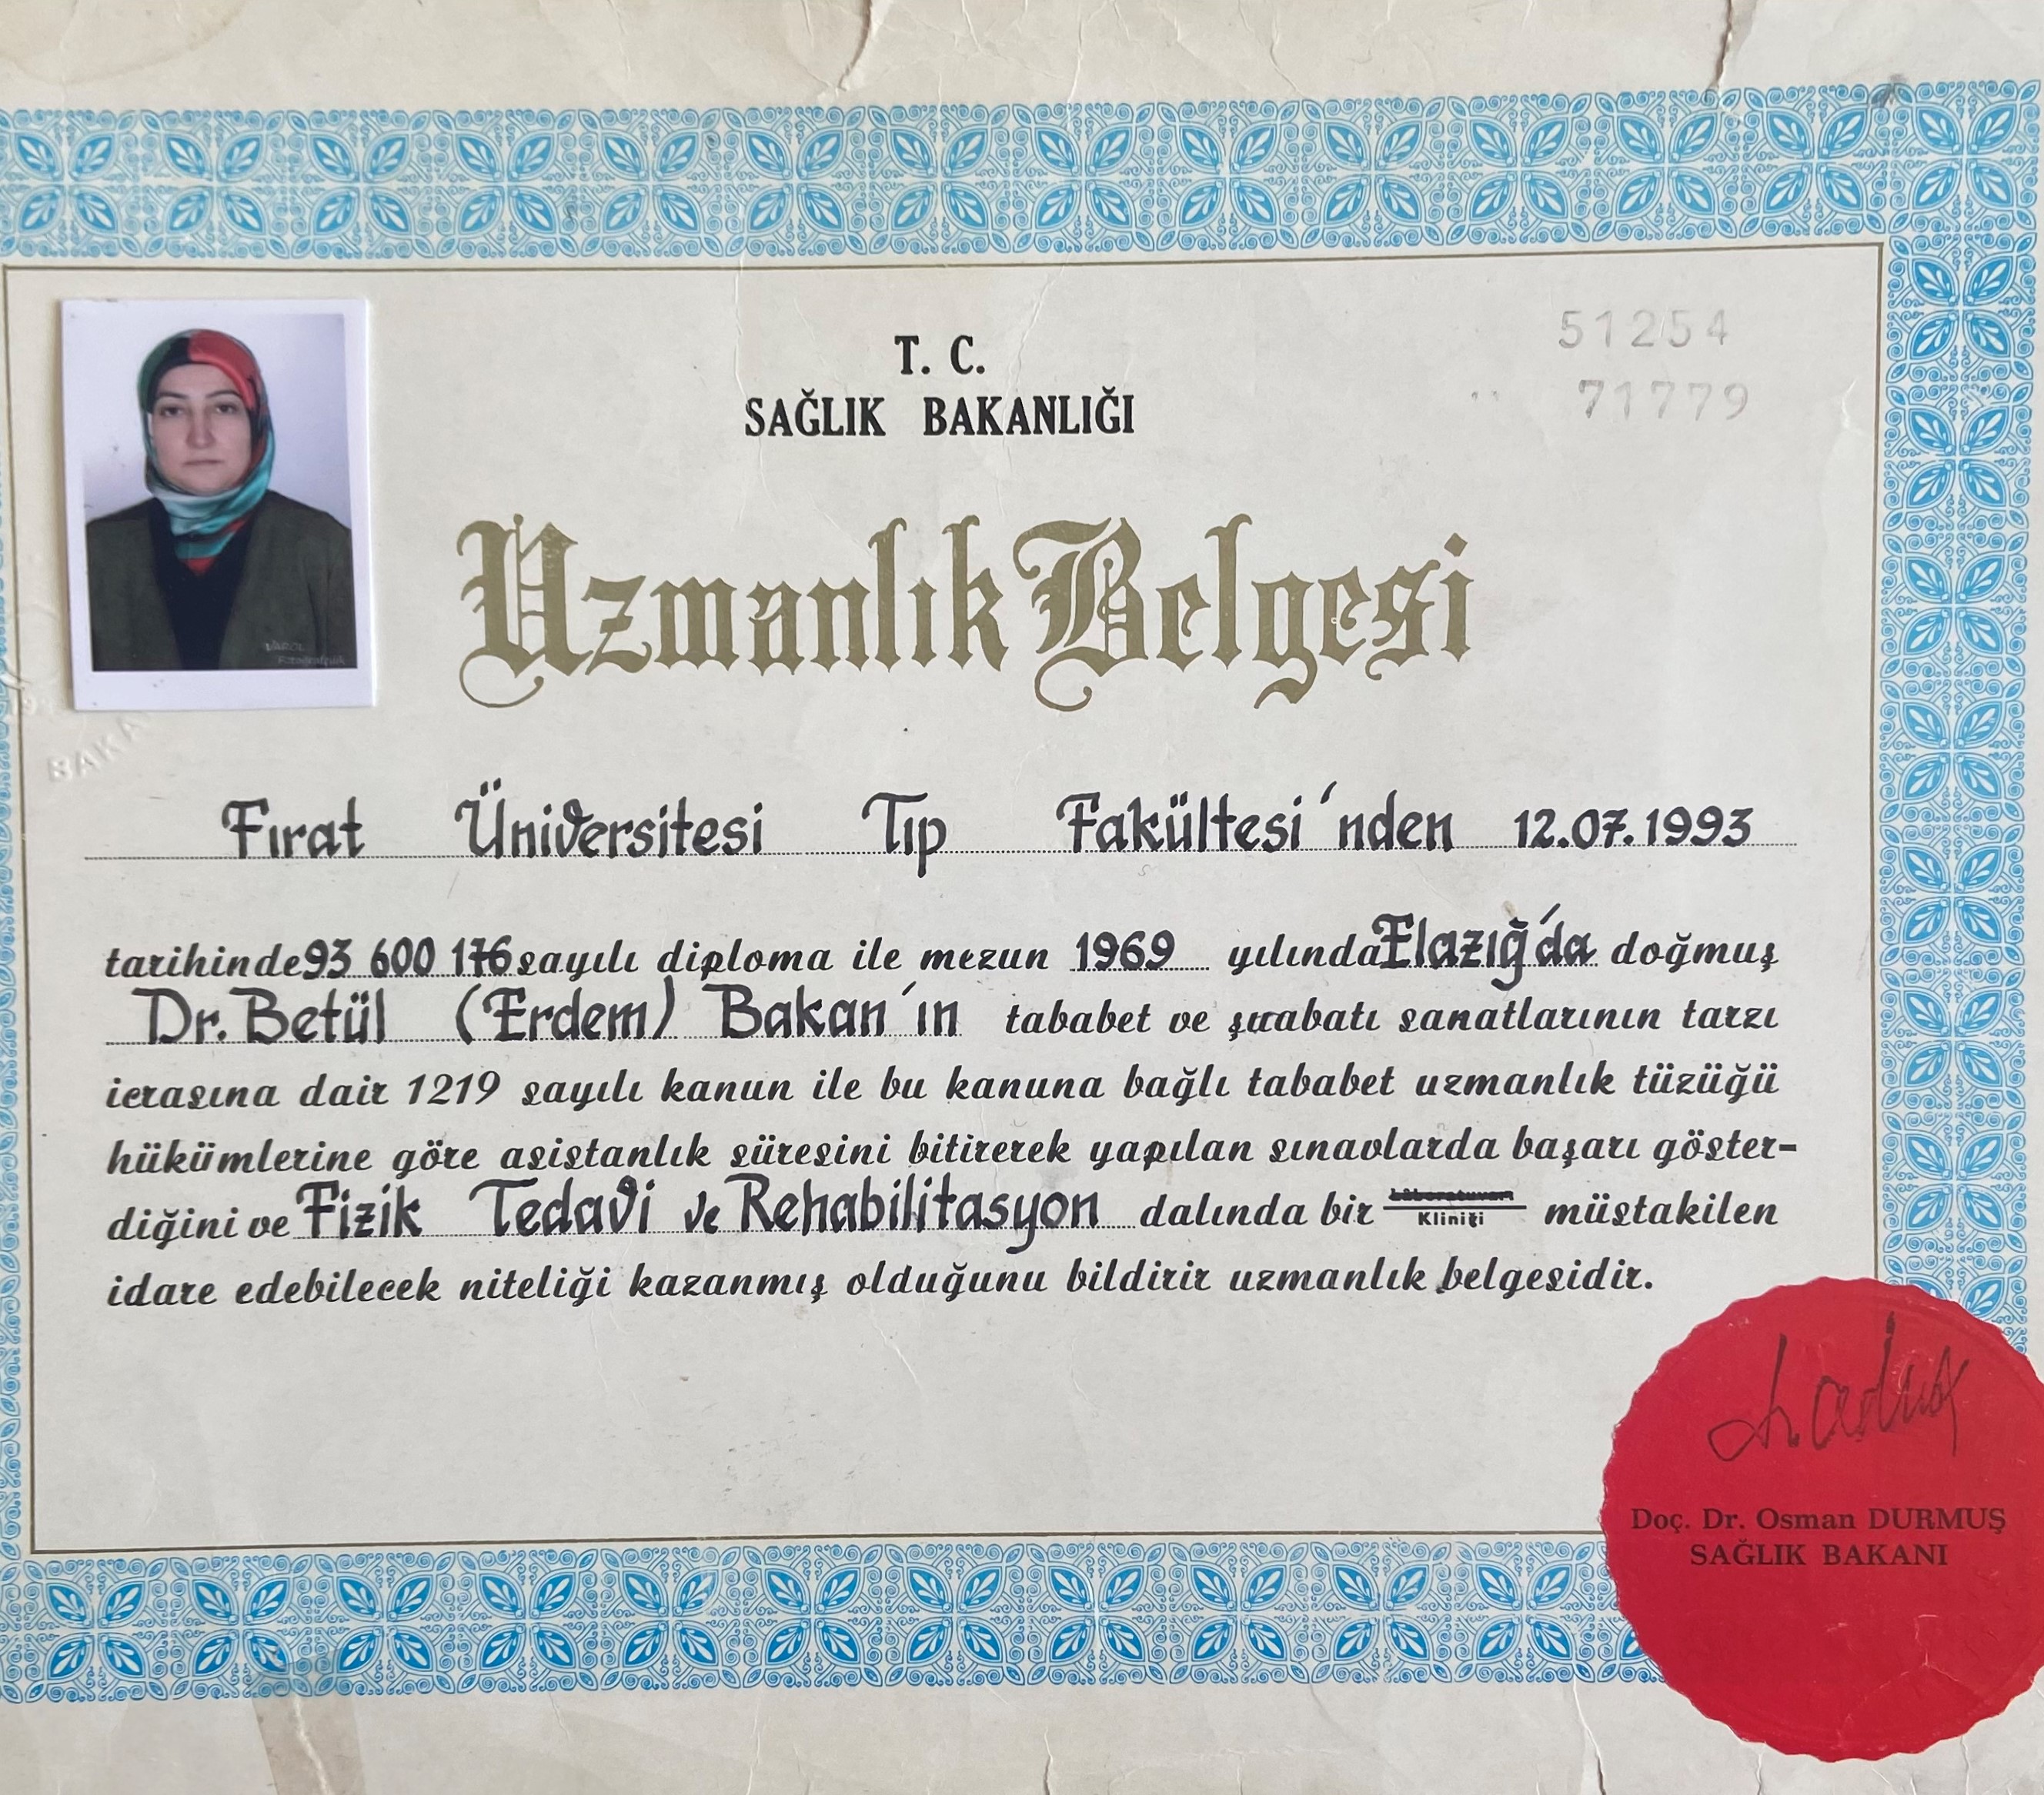 T. C.
SAĞLIK BAKANLIĞI
51254
71779
Uzmanlık Belgesi
VAROL
Fotoğrafçılık
BAKA
Fırat Üniversitesi Tıp Fakültesi'nden 12.07.1993
tarihinde 93 600 176 sayılı diploma ile mezun 1969 yılında Elazığ'da doğmuş
Dr. Betül (Erdem) Bakan'ın tababet ve şuabatı sanatlarının tarzı
icrasına dair 1219 sayılı kanun ile bu kanuna bağlı tababet uzmanlık tüzüğü
hükümlerine göre asistanlık süresini bitirerek yapılan sınavlarda başarı göster-
diğini ve Fizik Tedavi ve Rehabilitasyon dalında bir Laboratuvarı Kliniği müstakilen
idare edebilecek niteliği kazanmış olduğunu bildirir uzmanlık belgesidir.
Doç. Dr. Osman DURMUŞ
SAĞLIK BAKANI